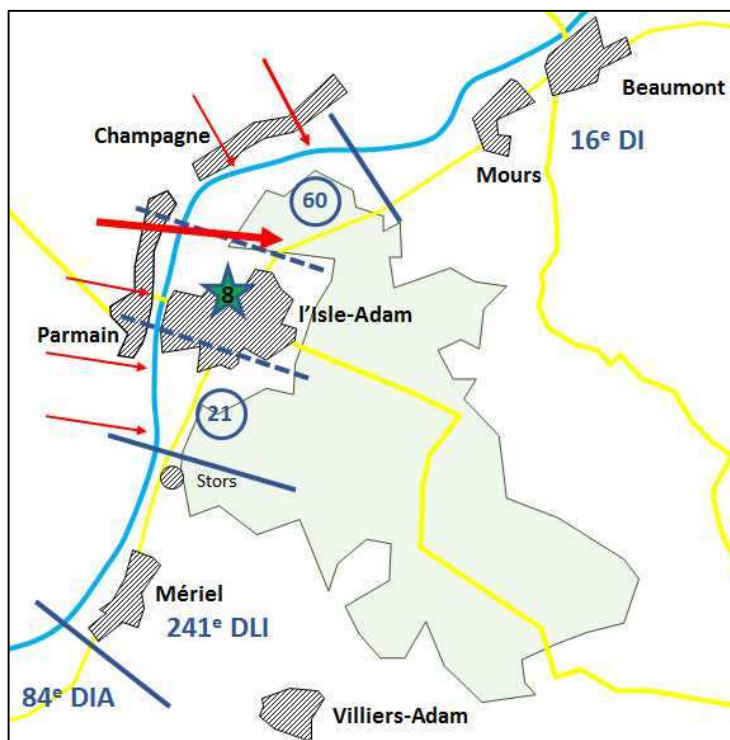 Beaumont
Champagne
16e DI
Mours
60
8
l'Isle-Adam
Parmain
21
Stors
Mériel
241e DLI
84e DIA
Villiers-Adam